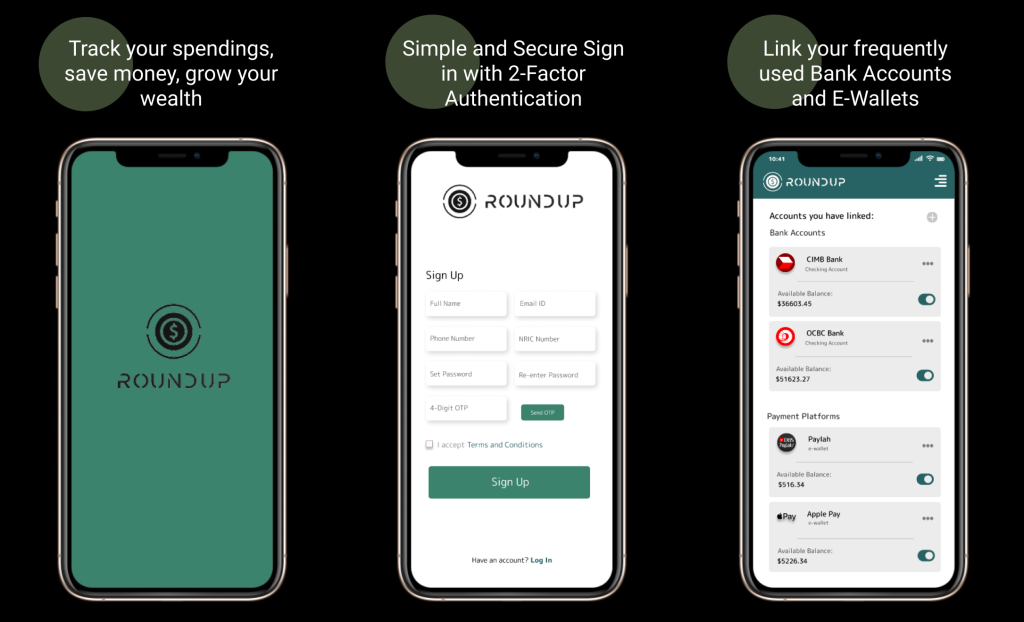 Track your spendings,
save money, grow your
wealth
ROUNDUP
Simple and Secure Sign
in with 2-Factor
Authentication
ROUNDUP
Sign Up
Full Name
Email ID
Phone Number
NRIC Number
Set Password
Re-enter Password
4-Digit OTP
Send OTP
I accept Terms and Conditions
Sign Up
Have an account? Log In
Link your frequently
used Bank Accounts
and E-Wallets
10:41
ROUNDUP
Accounts you have linked:
Bank Accounts
CIMB Bank
Checking Account
Available Balance:
$36603.45
OCBC Bank
Checking Account
Available Balance:
$51623.27
Payment Platforms
DBS
PayLah!
Paylah
e-wallet
Available Balance:
$516.34
Pay
Apple Pay
e-wallet
Available Balance:
$5226.34